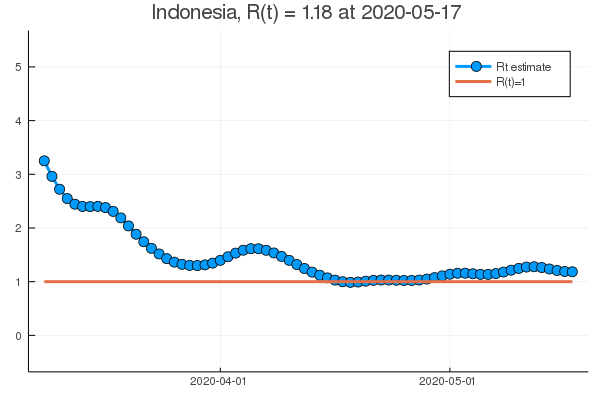 Indonesia, R(t) = 1.18 at 2020-05-17
5
4
3
2
1
0
Rt estimate
R(t)=1
2020-04-01
2020-05-01